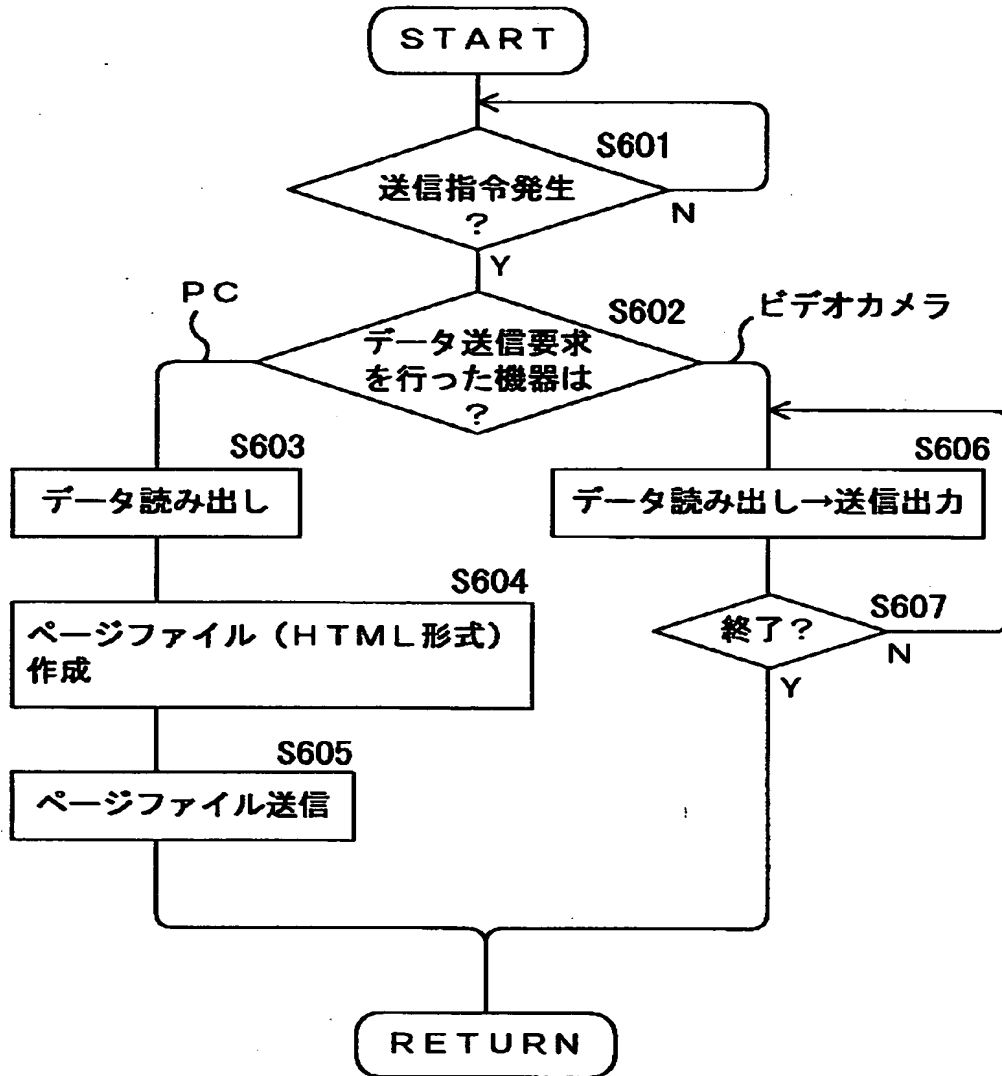 START
S601
送信指令発生
?
N
Y
PC
S602
ビデオカメラ
データ送信要求
を行った機器は
?
S603
データ読み出し
S606
データ読み出し→送信出力
S604
ページファイル(HTML形式)
作成
S607
終了?
N
Y
S605
ページファイル送信
RETURN